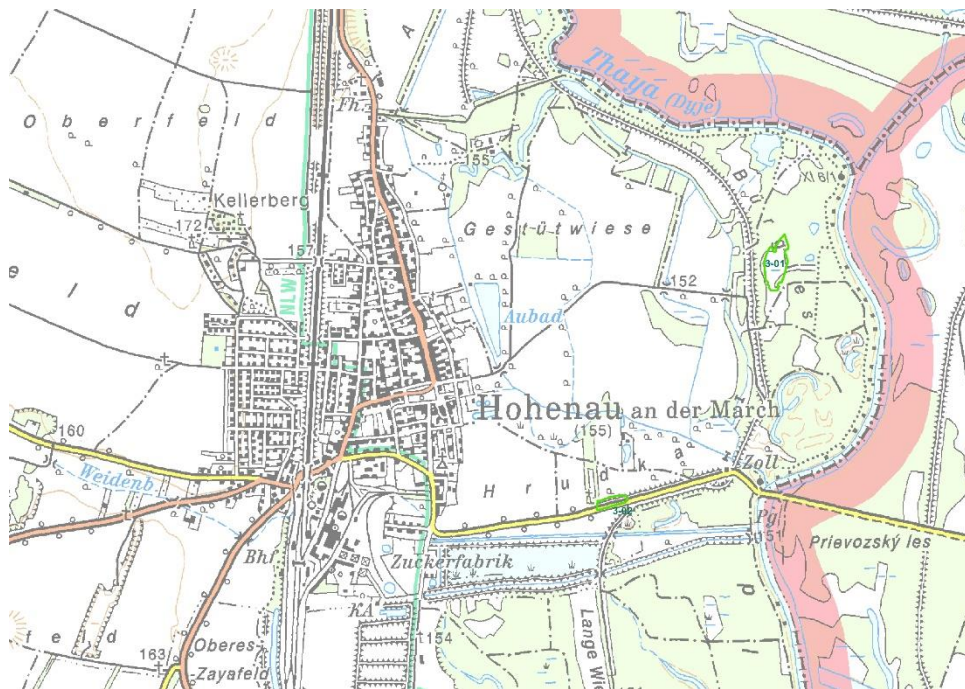 A
Thaya (Dyje)
Oberfeld
Fh.
155
B ü r
XI 6/1
Kellerberg
172
Gestütwiese
157
3-01
152
e
s
e
l
d
NLW
Aubad
Hohenau an der March
(155)
160
Zoll
Weidenb.
H r u d k a
3-02
Pg.
151
Prievozský les
Bhf.
Zuckerfabrik
KA
Lange Wie
154
feld
163
Oberes
Zayafeld